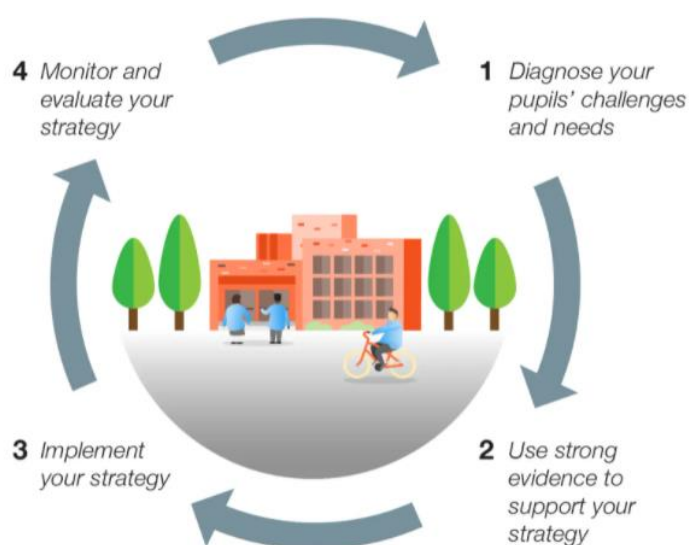 1 Diagnose your
pupils' challenges
and needs
2 Use strong
evidence to
support your
strategy
3 Implement
your strategy
4 Monitor and
evaluate your
strategy